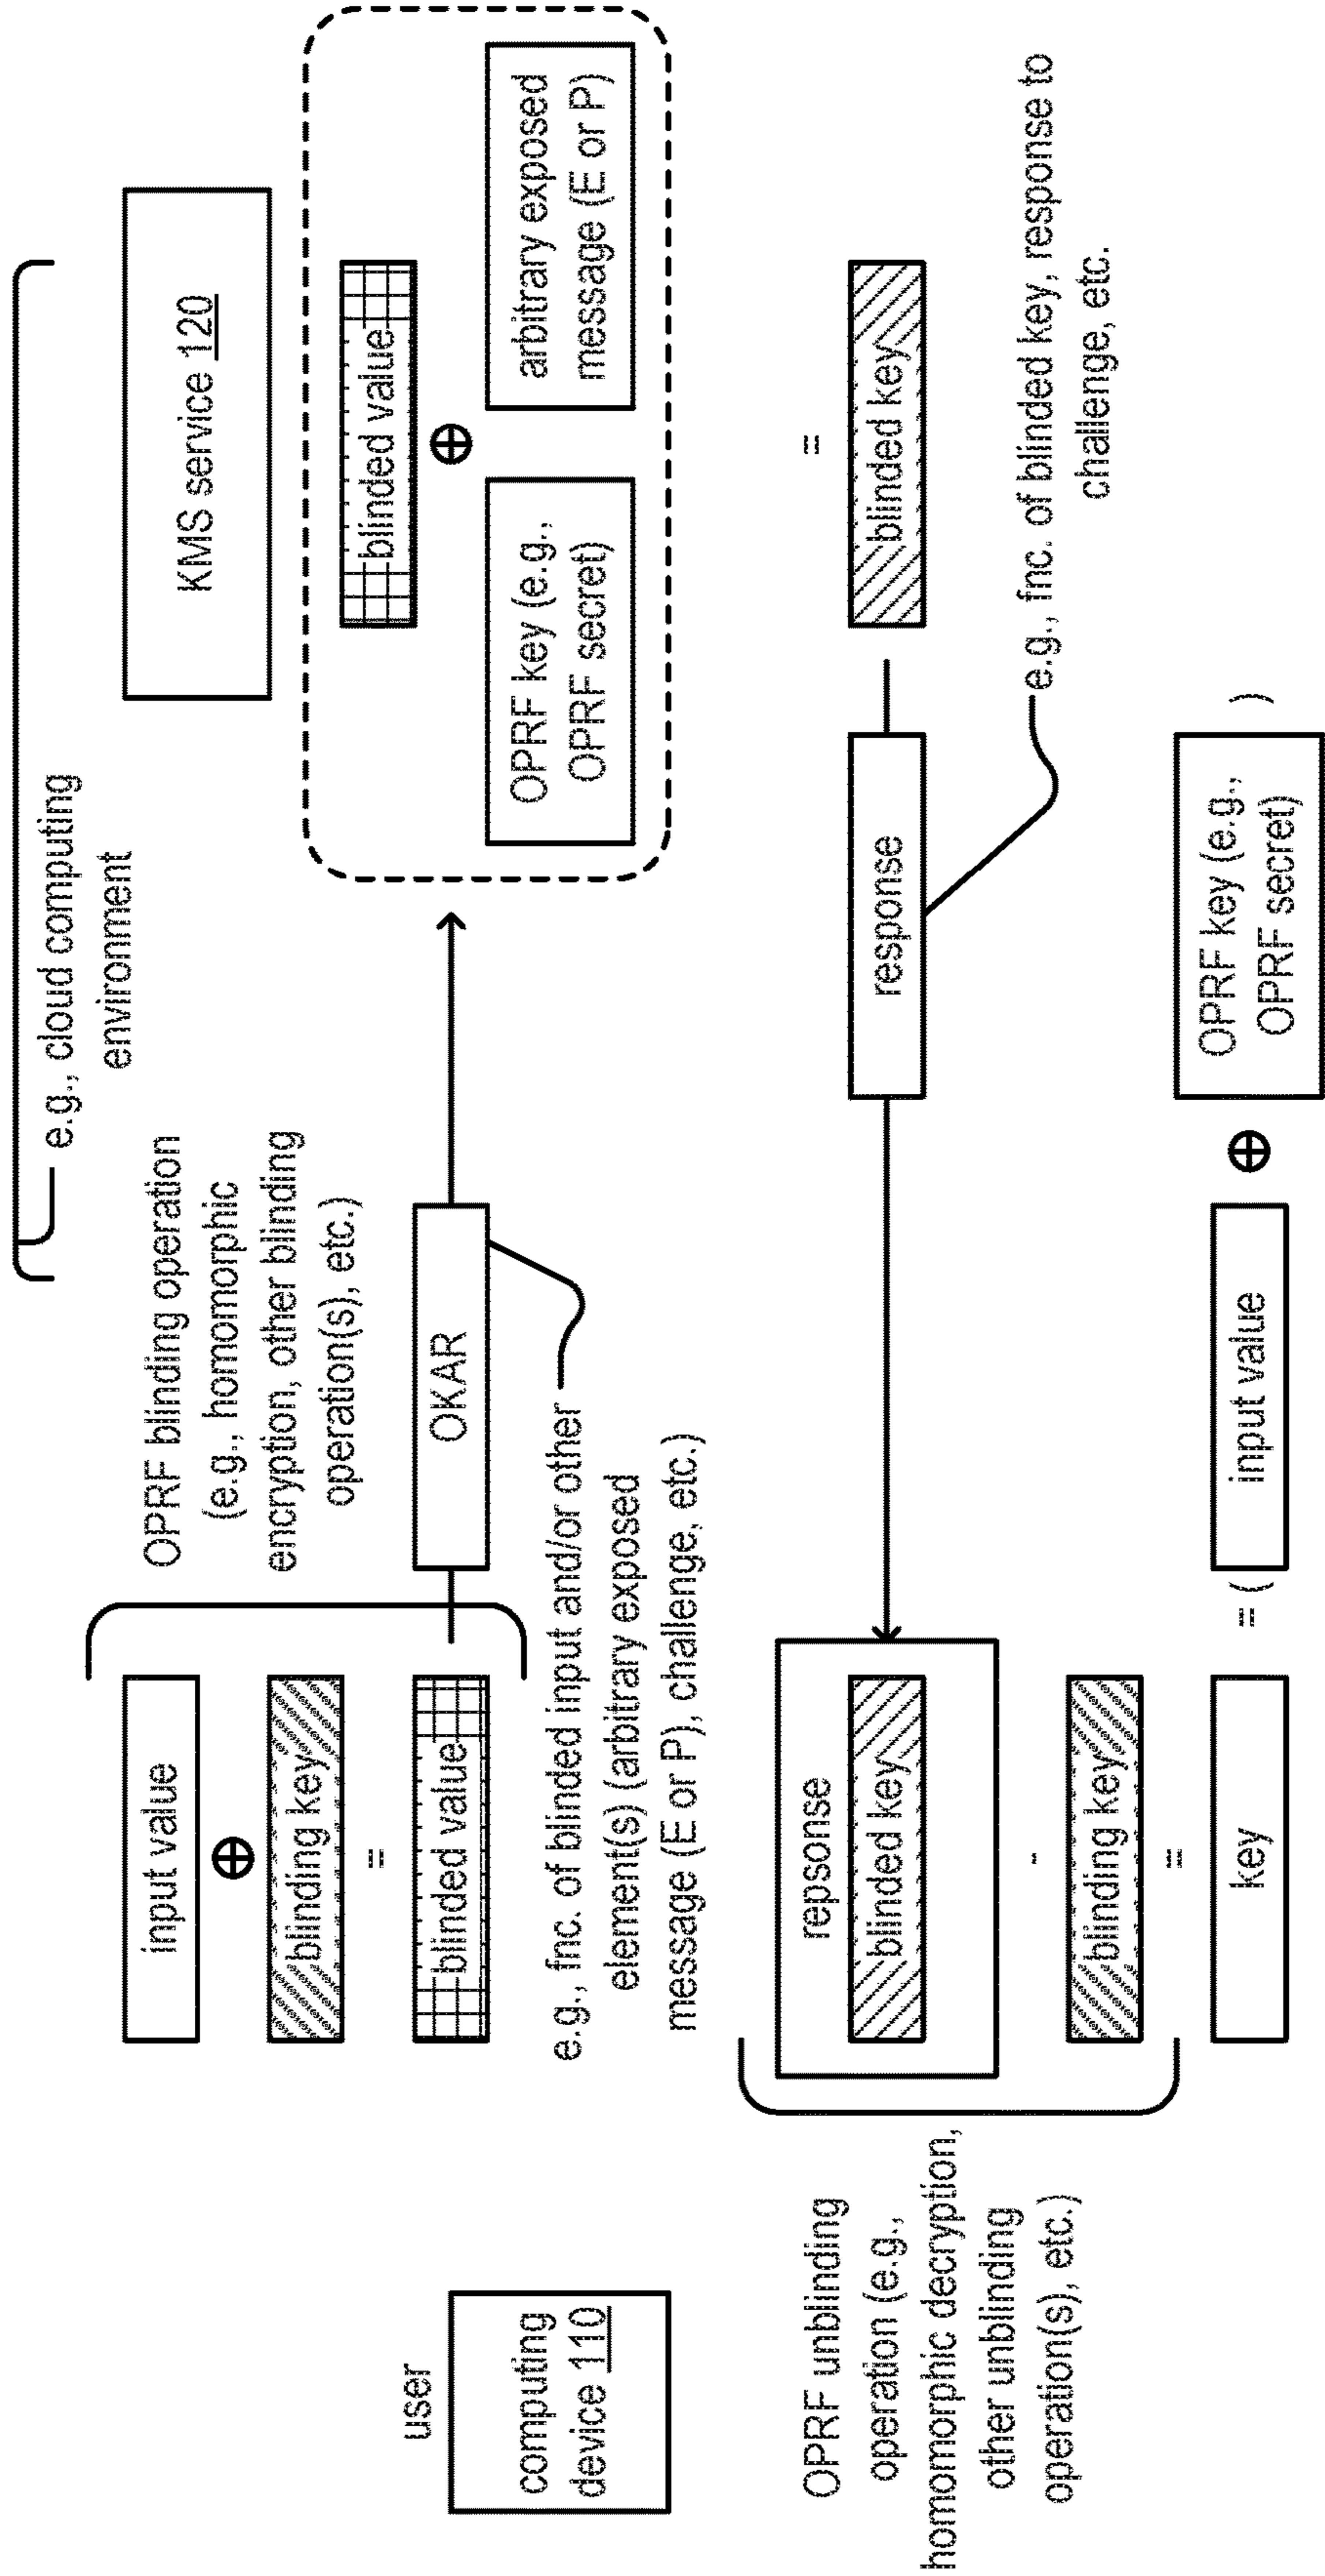 e.g., cloud computing
environment
KMS service 120
OPRF blinding operation
(e.g., homomorphic
encryption, other blinding
operation(s), etc.)
input value
⊕
blinding key
=
blinded value
OKAR
blinded value
⊕
OPRF key (e.g.,
OPRF secret)
arbitrary exposed
message (E or P)
user
computing
device 110
e.g., fnc. of blinded input and/or other
element(s) (arbitrary exposed
message (E or P), challenge, etc.)
=
OPRF unblinding
operation (e.g.,
homomorphic decryption,
other unblinding
operation(s), etc.)
repsonse
blinded key
response
blinded key
e.g., fnc. of blinded key, response to
challenge, etc.
-
blinding key
=
key
= (
input value
⊕
OPRF key (e.g.,
OPRF secret)
)